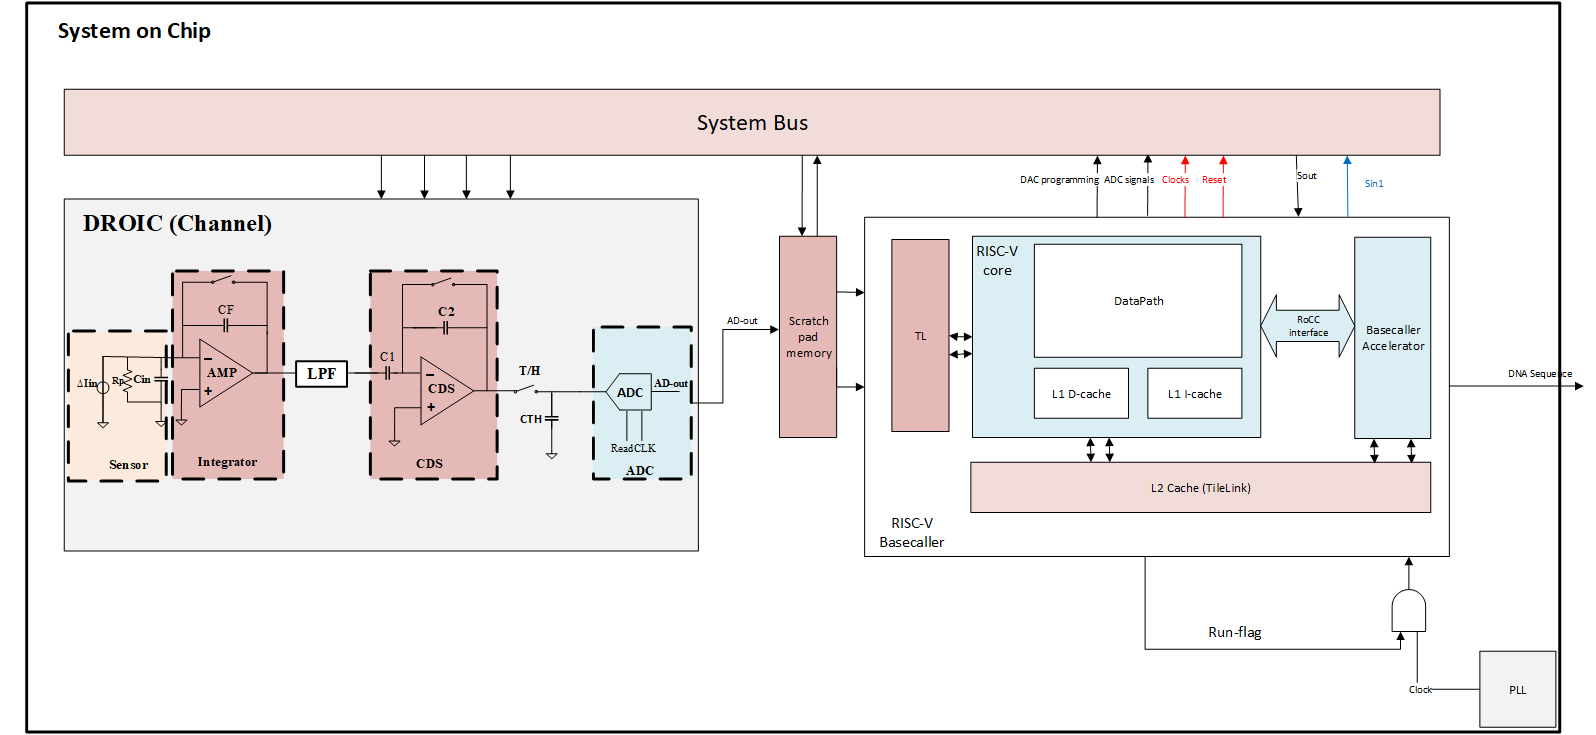 System on Chip
System Bus
DAC programming
ADC signals
Clocks
Reset
Sout
Sin1
DROIC (Channel)
CF
AMP
ΔIin
Rp
Cin
Sensor
Integrator
LPF
C1
C2
CDS
CDS
T/H
CTH
ADC
AD-out
Read
CLK
ADC
AD-out
Scratch
pad
memory
TL
RISC-V
core
DataPath
L1 D-cache
L1 I-cache
RoCC
interface
Basecaller
Accelerator
L2 Cache (TileLink)
RISC-V
Basecaller
DNA Sequence
Run-flag
Clock
PLL